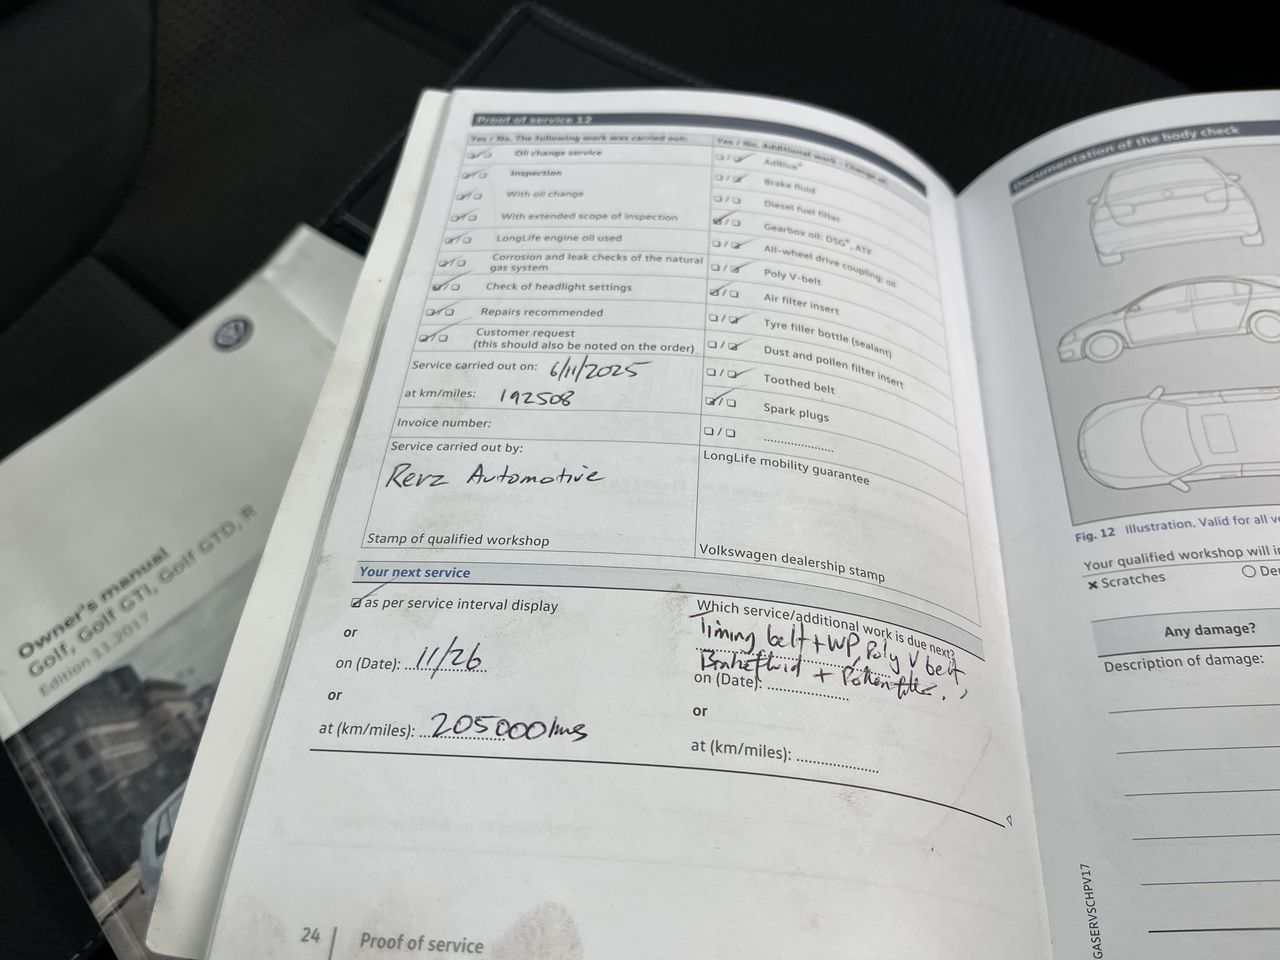 Proof of service 12
Yes / No, The following work was carried out:
Oil change service
Inspection
With oil change
With extended scope of inspection
LongLife engine oil used
Corrosion and leak checks of the natural
gas system
Check of headlight settings
Repairs recommended
Customer request
(this should also be noted on the order)
Service carried out on: 6/11/2025
at km/miles: 192508
Invoice number:
Service carried out by:
Rerz Automotive
Stamp of qualified workshop
Yes / No, Additional work - Change of:
AdBlue®
Brake fluid
Diesel fuel filter
Gearbox oil: DSG®, ATF
All-wheel drive coupling: oil
Poly V-belt
Air filter insert
Tyre filler bottle (sealant)
Dust and pollen filter insert
Toothed belt
Spark plugs
LongLife mobility guarantee
Volkswagen dealership stamp
Your next service
as per service interval display
or
on (Date): 11/26
or
at (km/miles): 205000kms
Which service/additional work is due next?
Timing belt + WP, Poly V belt
Brake fluid + Pollen filter.
on (Date):
or
at (km/miles):
24 Proof of service
Documentation of the body check
Fig. 12 Illustration. Valid for all ve
Your qualified workshop will in
× Scratches
Any damage?
Description of damage:
GASERVSCHPV17
Owner's manual
Golf, Golf GTI, Golf GTD, R
Edition 11.2017